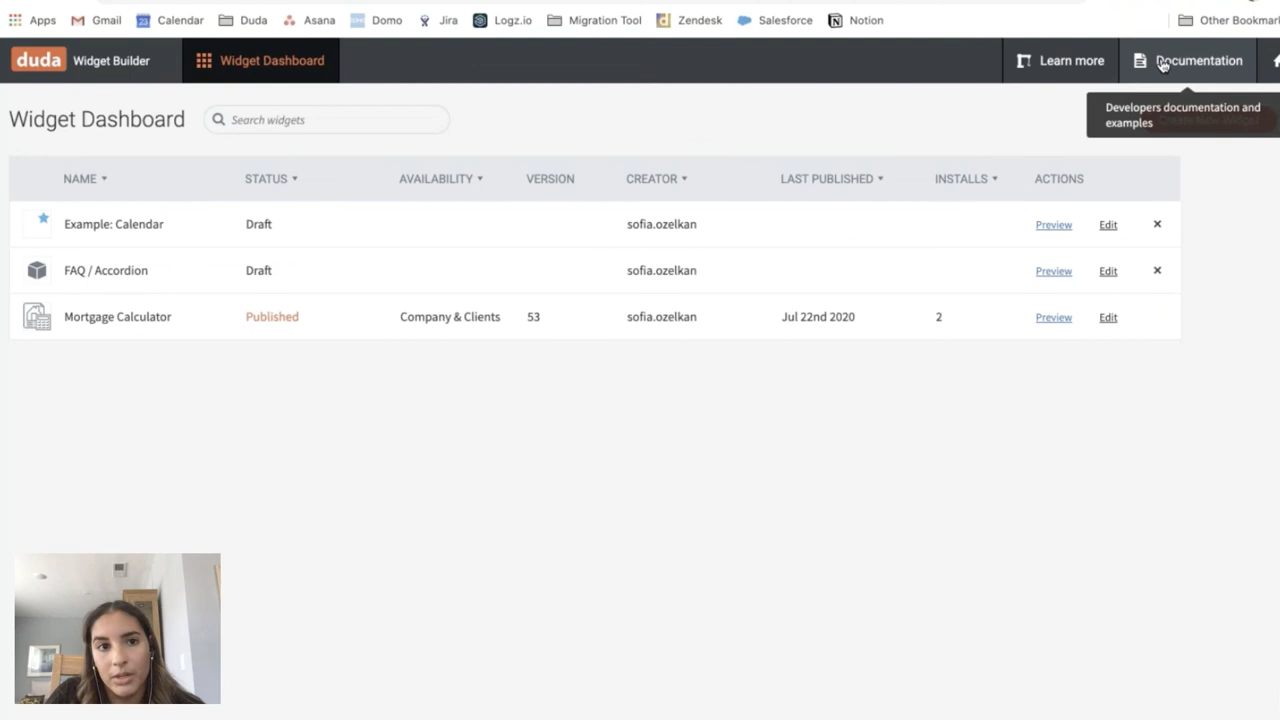 Apps Gmail 23 Calendar Duda Asana Domo Jira Logz.io Migration Tool Zendesk Salesforce Notion Other Bookmar
duda Widget Builder Widget Dashboard Learn more Documentation
Widget Dashboard Search widgets
Developers documentation and
examples
NAME STATUS AVAILABILITY VERSION CREATOR LAST PUBLISHED INSTALLS ACTIONS
Example: Calendar Draft sofia.ozelkan Preview Edit
FAQ / Accordion Draft sofia.ozelkan Preview Edit
Mortgage Calculator Published Company & Clients 53 sofia.ozelkan Jul 22nd 2020 2 Preview Edit